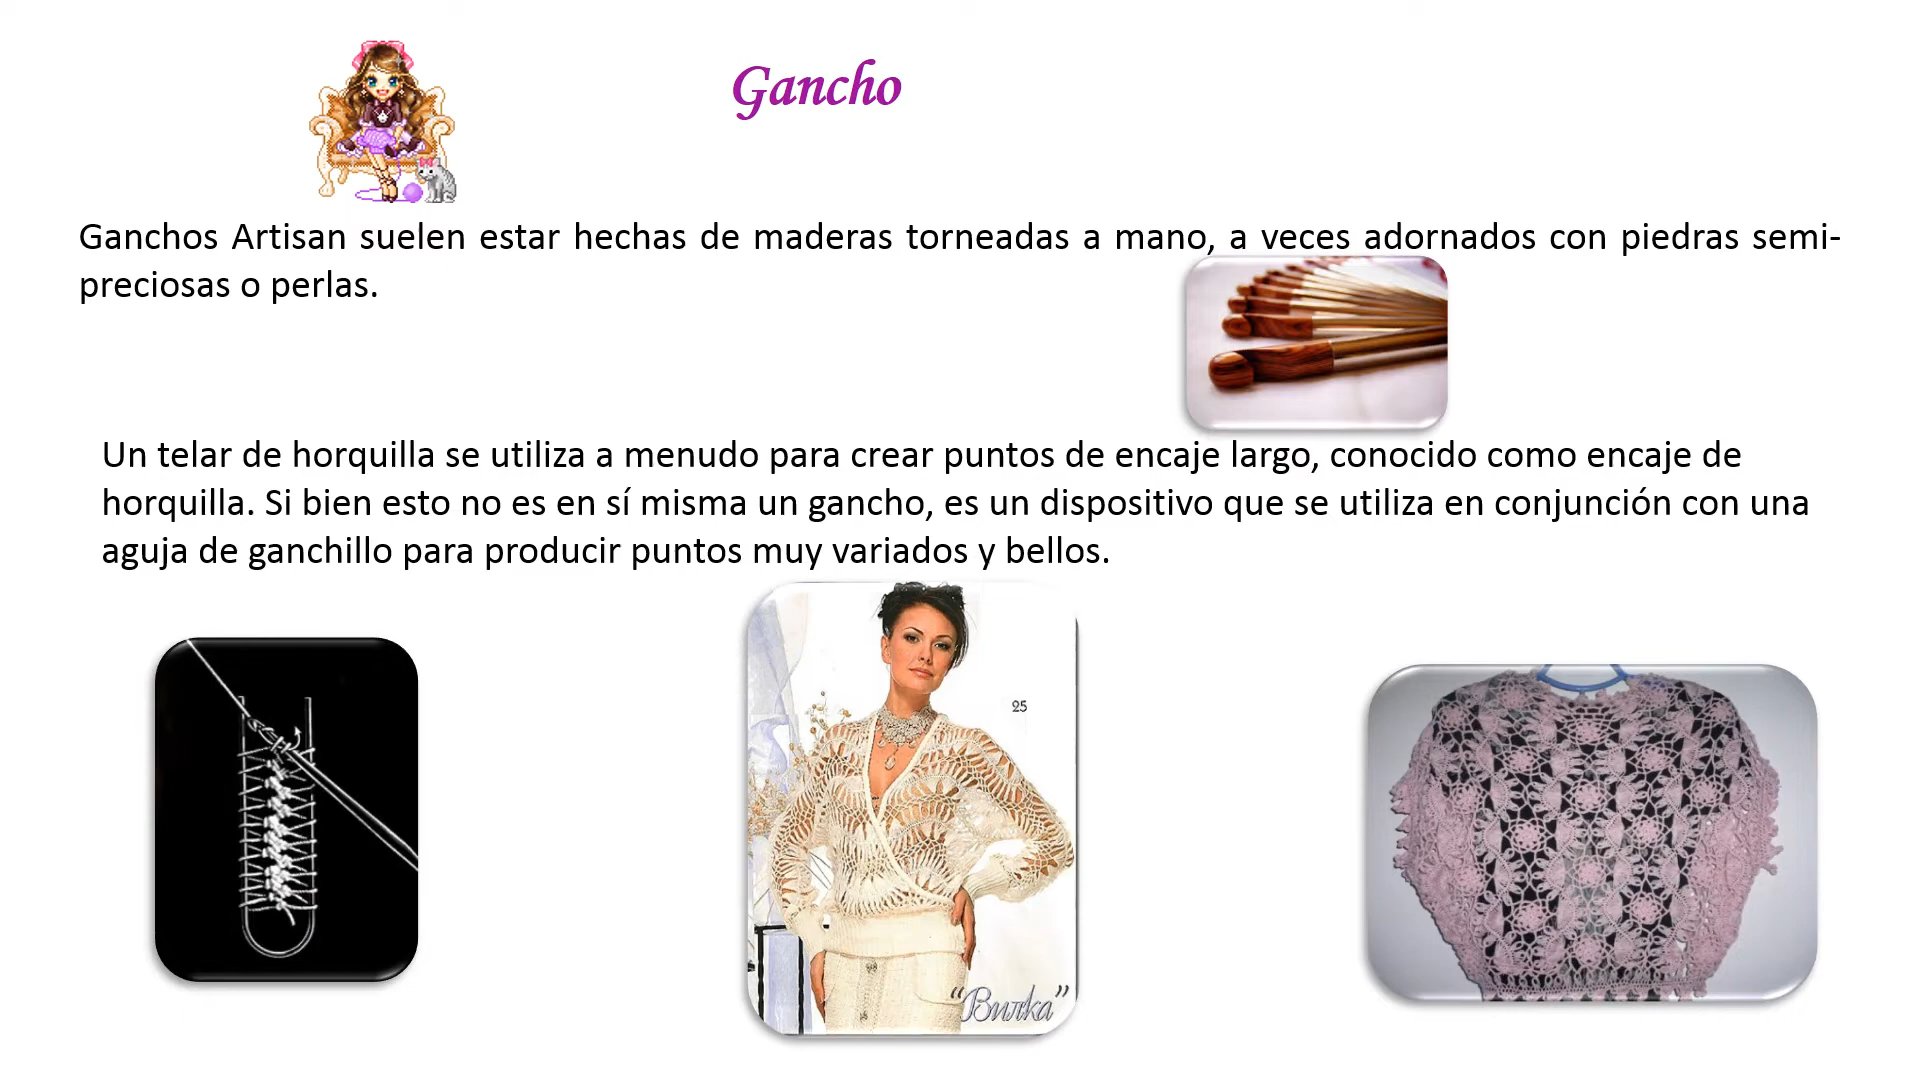 Gancho
Ganchos Artisan suelen estar hechas de maderas torneadas a mano, a veces adornados con piedras semi-
preciosas o perlas.
Un telar de horquilla se utiliza a menudo para crear puntos de encaje largo, conocido como encaje de
horquilla. Si bien esto no es en sí misma un gancho, es un dispositivo que se utiliza en conjunción con una
aguja de ganchillo para producir puntos muy variados y bellos.
25
“Вилка”